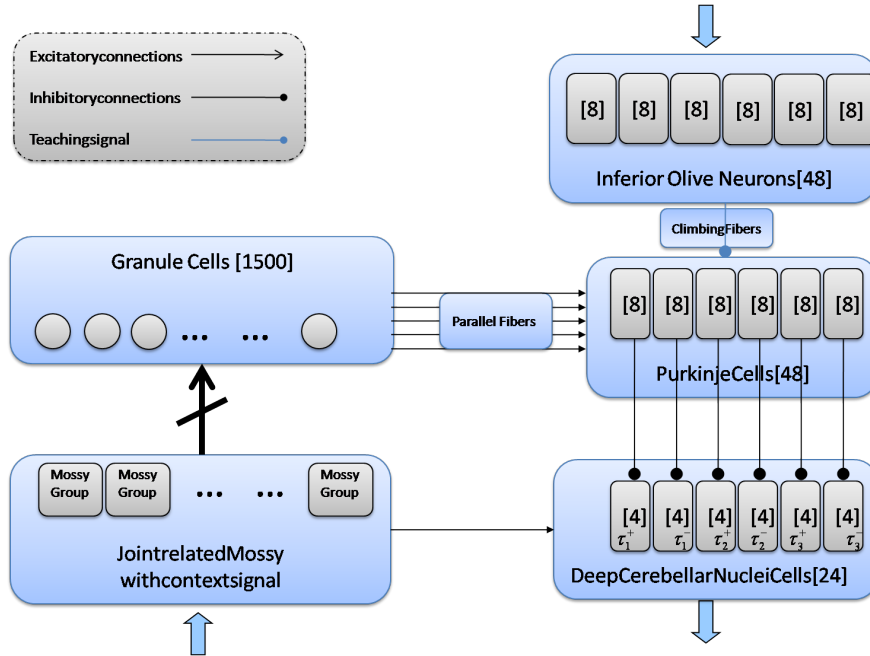 Excitatoryconnections
Inhibitoryconnections
Teachingsignal
[8] [8] [8] [8] [8] [8]
Inferior Olive Neurons[48]
ClimbingFibers
Granule Cells [1500]
... ...
Parallel Fibers
[8] [8] [8] [8] [8] [8]
PurkinjeCells[48]
Mossy Group
Mossy Group
... ...
Mossy Group
JointrelatedMossy
withcontextsignal
[4] [4] [4] [4] [4] [4]
τ₁⁺ τ₁⁻ τ₂⁺ τ₂⁻ τ₃⁺ τ₃⁻
DeepCerebellarNucleiCells[24]